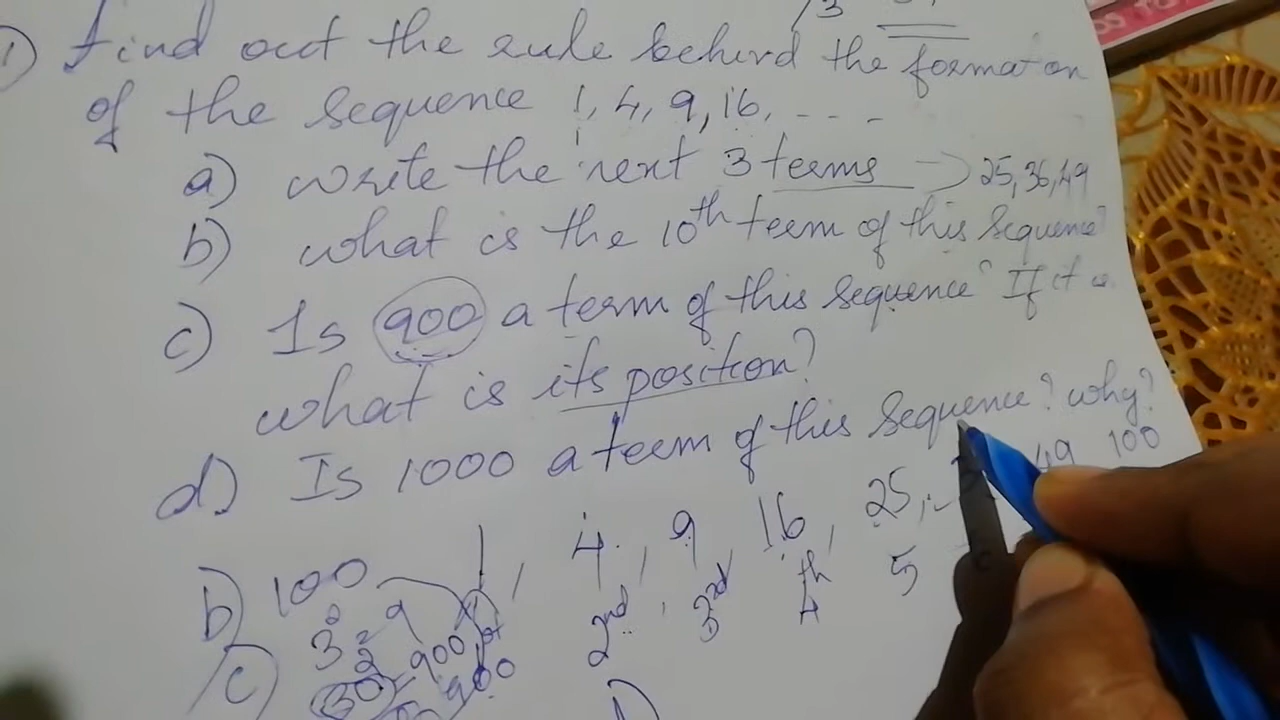 1) Find out the rule behind the formation
of the sequence 1, 4, 9, 16, - - - -
a) write the next 3 terms → 25, 36, 49
b) what is the 10th term of this sequence?
c) Is 900 a term of this sequence? If it is
what is its position?
d) Is 1000 a term of this sequence? why?
49 100
1, 4, 9, 16, 25,
b) 100
1st 2nd, 3rd 4th 5
c) 30 900